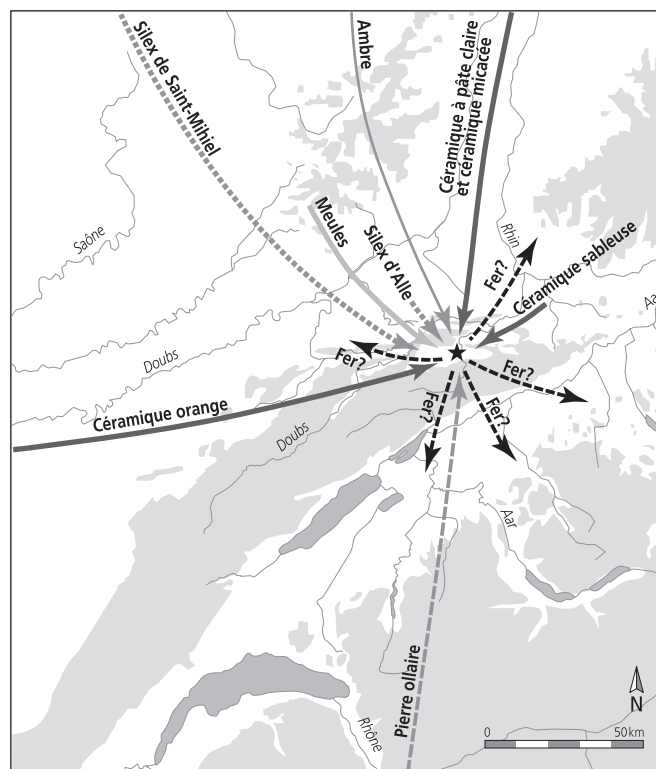 Silex de Saint-Mihiel
Ambre
Céramique à pâte claire
et céramique micacée
Meules
Silex d'Alle
Rhin
Saône
Fer?
Céramique sableuse
Aa
Doubs
Fer?
Fer?
Céramique orange
Fer?
Fer?
Doubs
Aar
Pierre ollaire
Rhône
N
0
50 km